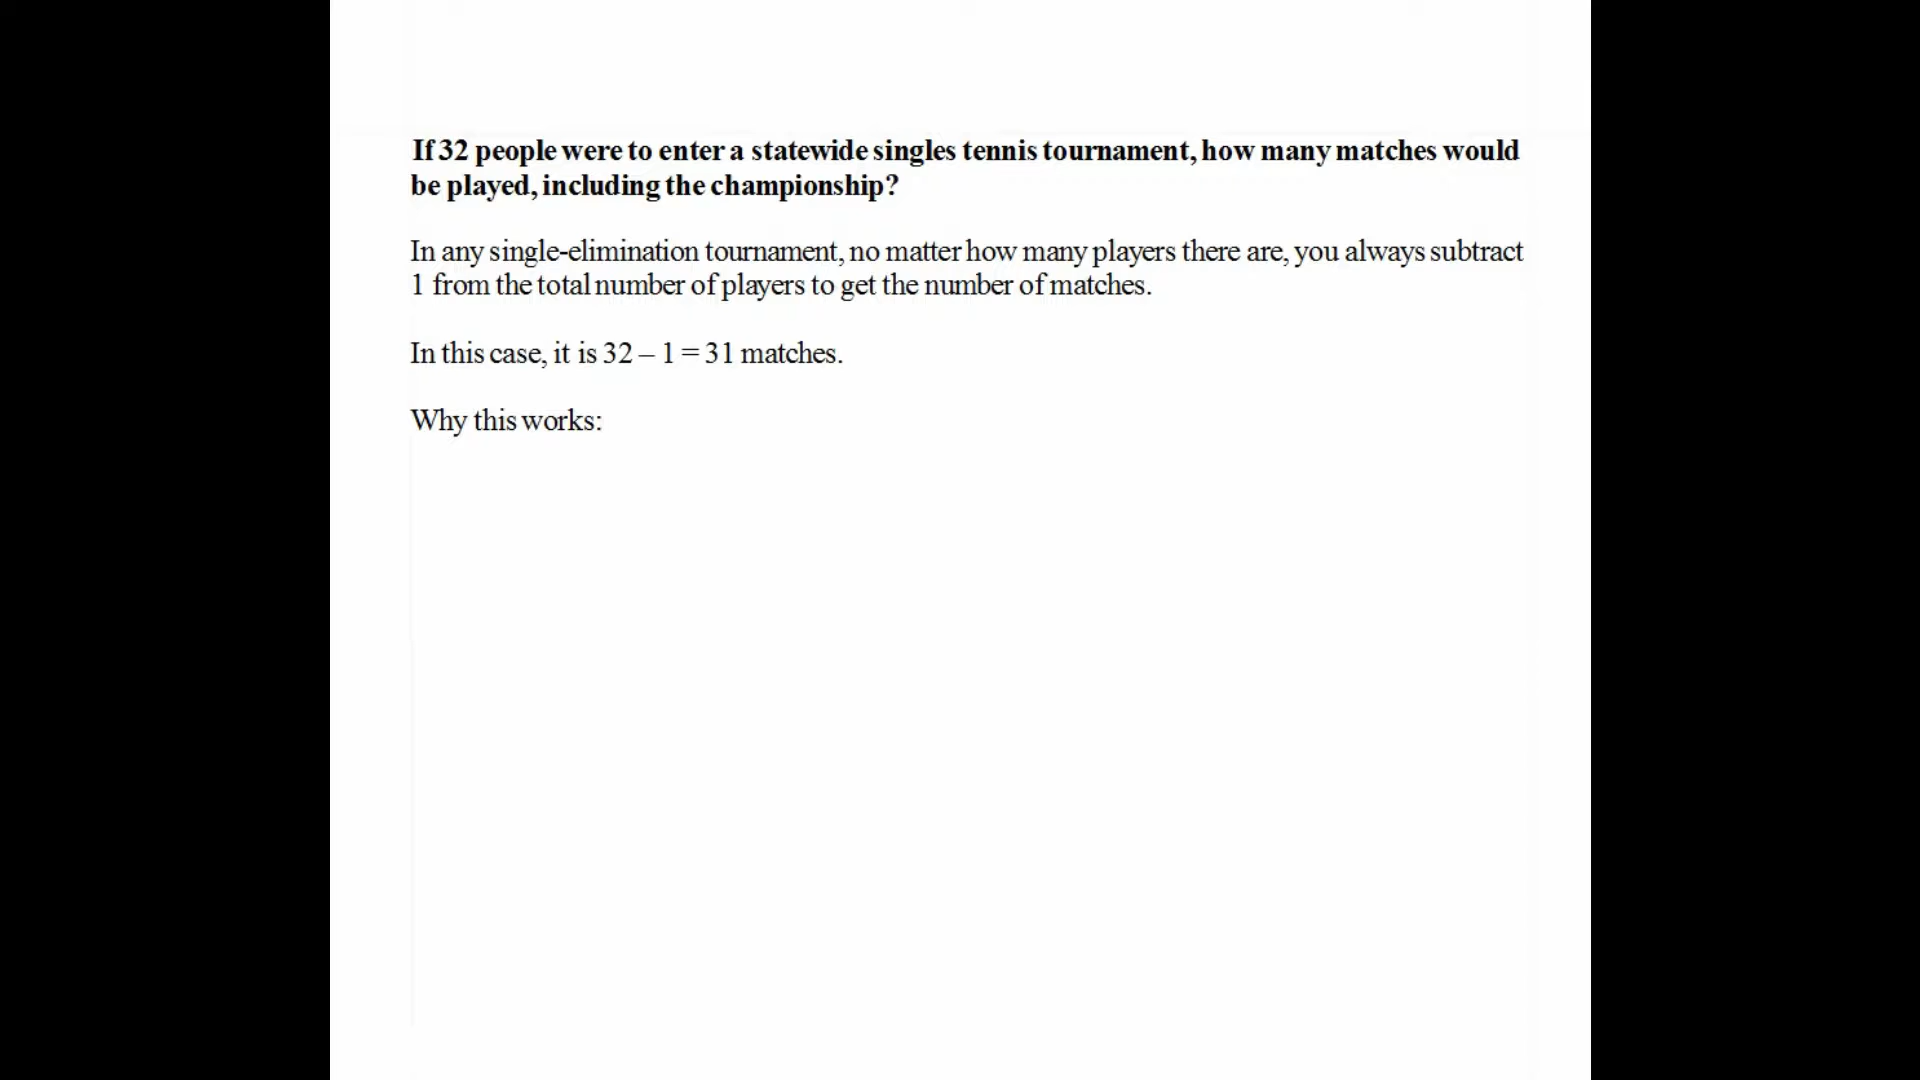 If 32 people were to enter a statewide singles tennis tournament, how many matches would
be played, including the championship?
In any single-elimination tournament, no matter how many players there are, you always subtract
1 from the total number of players to get the number of matches.
In this case, it is 32 – 1 = 31 matches.
Why this works: